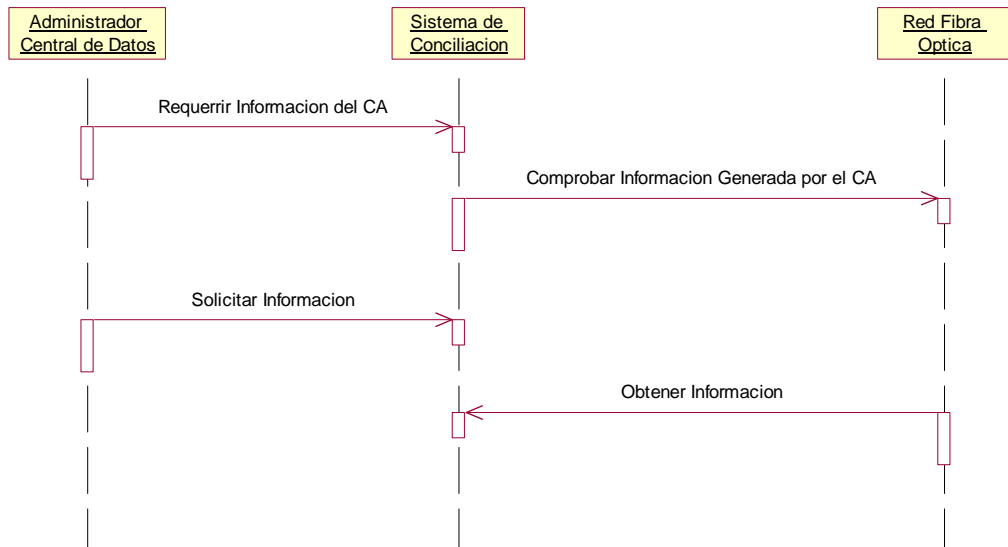 Administrador
Central de Datos
Sistema de
Conciliacion
Red Fibra
Optica
Requerrir Informacion del CA
Comprobar Informacion Generada por el CA
Solicitar Informacion
Obtener Informacion